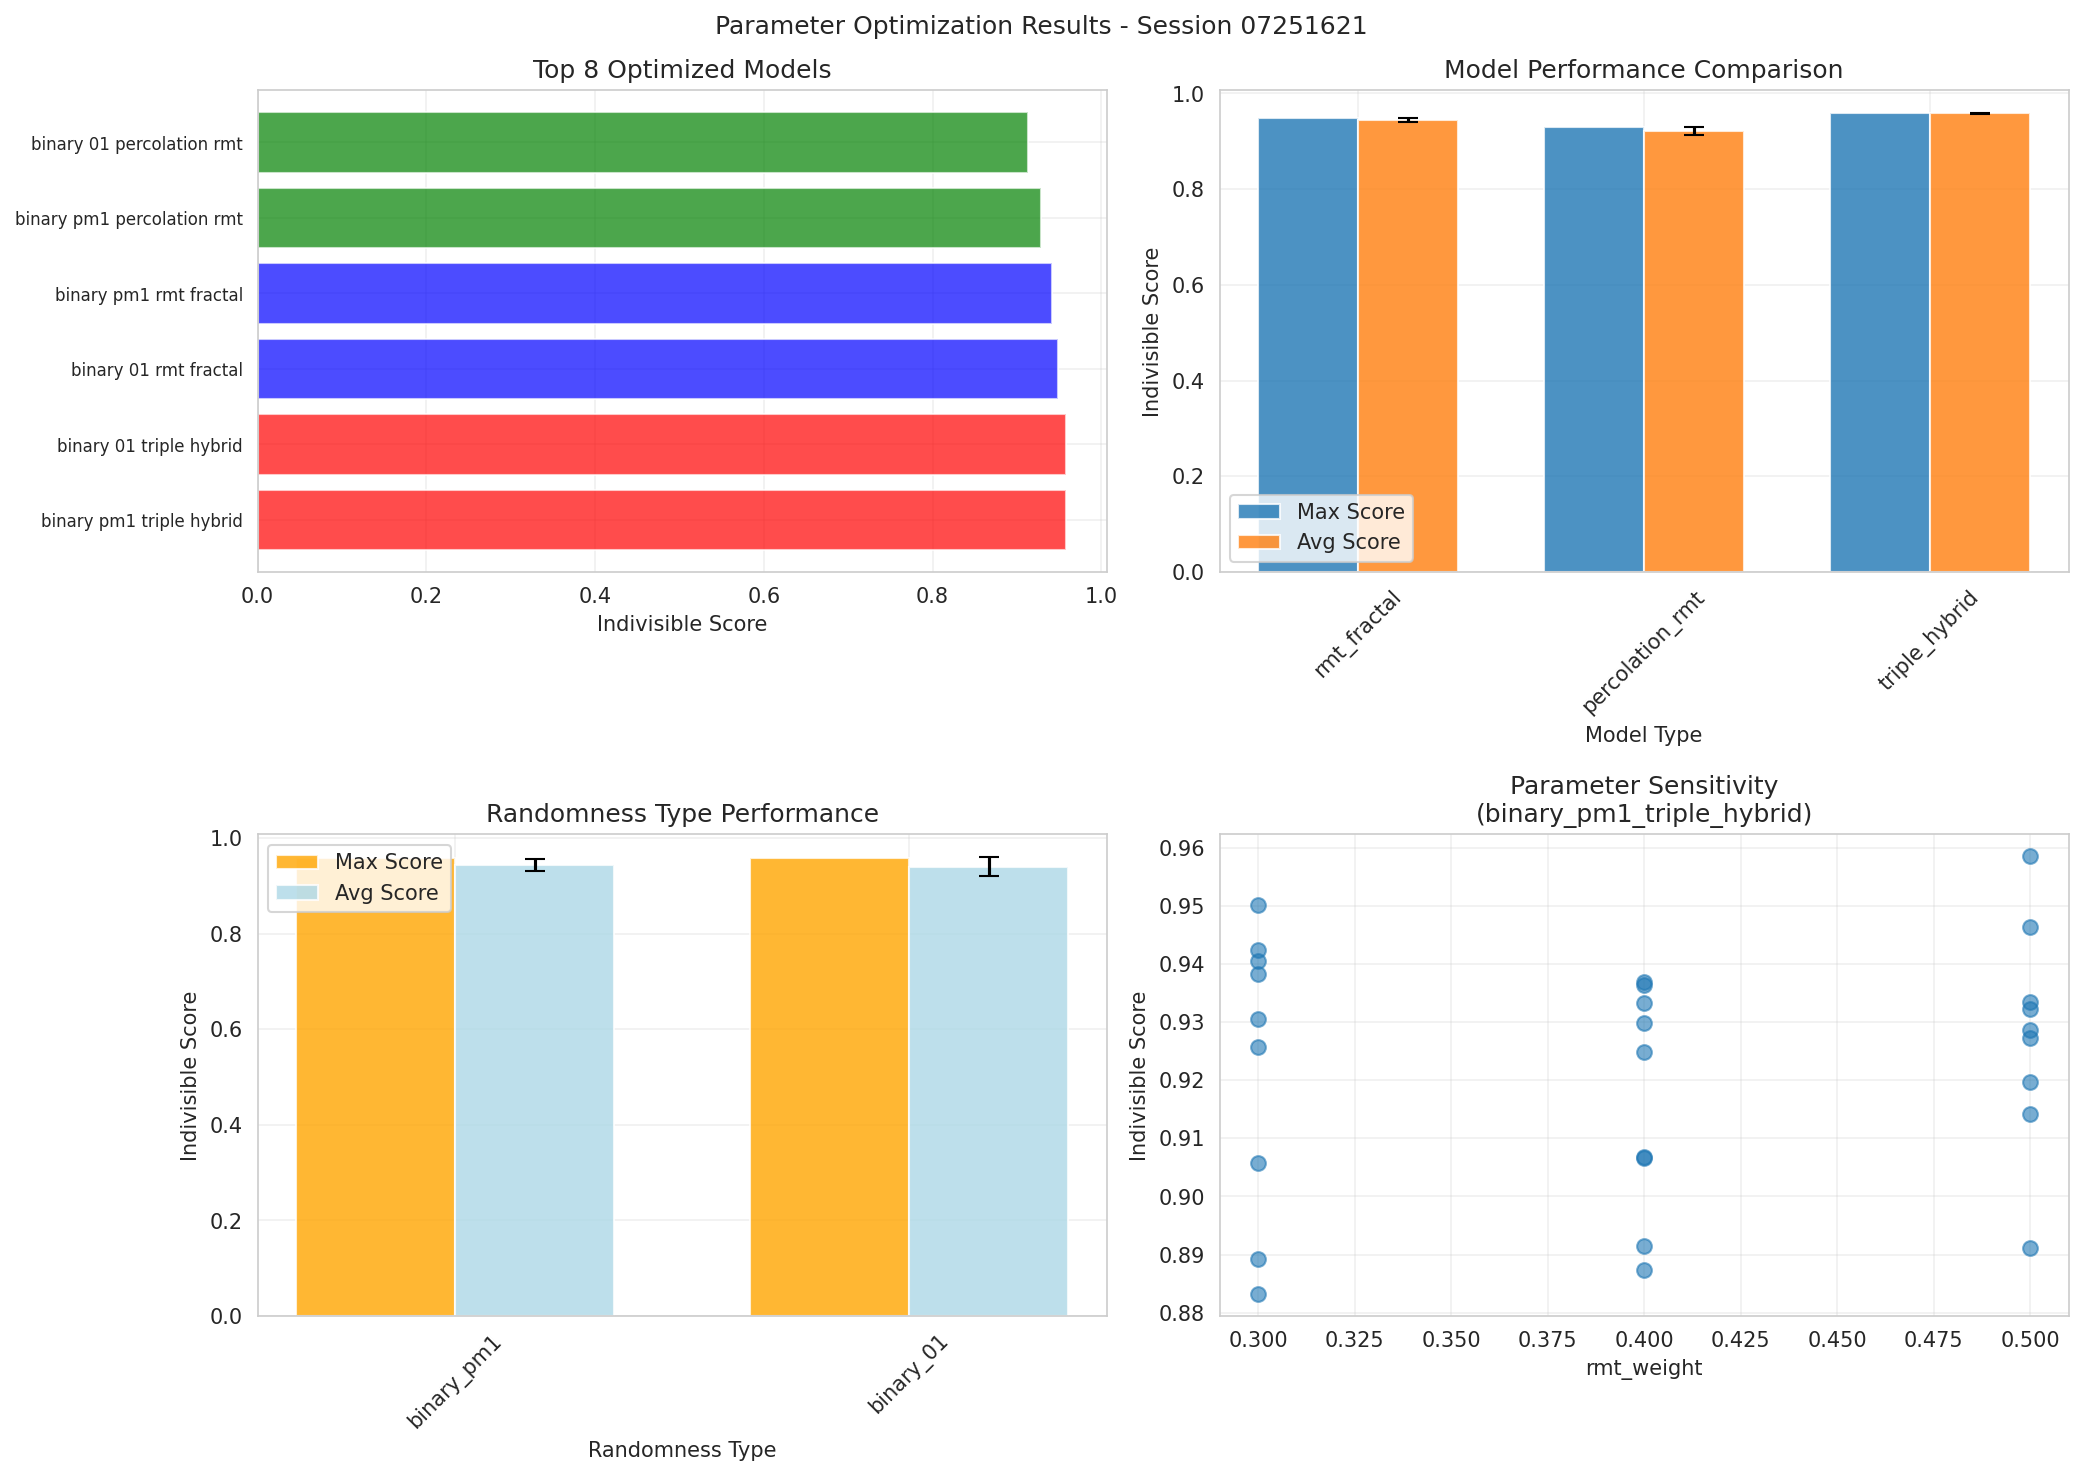 Parameter Optimization Results - Session 07251621
Top 8 Optimized Models
binary 01 percolation rmt
binary pm1 percolation rmt
binary pm1 rmt fractal
binary 01 rmt fractal
binary 01 triple hybrid
binary pm1 triple hybrid
0.0 0.2 0.4 0.6 0.8 1.0
Indivisible Score
Model Performance Comparison
Indivisible Score
1.0
0.8
0.6
0.4
0.2
0.0
Max Score
Avg Score
rmt_fractal
percolation_rmt
triple_hybrid
Model Type
Randomness Type Performance
Indivisible Score
1.0
0.8
0.6
0.4
0.2
0.0
Max Score
Avg Score
binary_pm1
binary_01
Randomness Type
Parameter Sensitivity
(binary_pm1_triple_hybrid)
Indivisible Score
0.96
0.95
0.94
0.93
0.92
0.91
0.90
0.89
0.88
0.300 0.325 0.350 0.375 0.400 0.425 0.450 0.475 0.500
rmt_weight